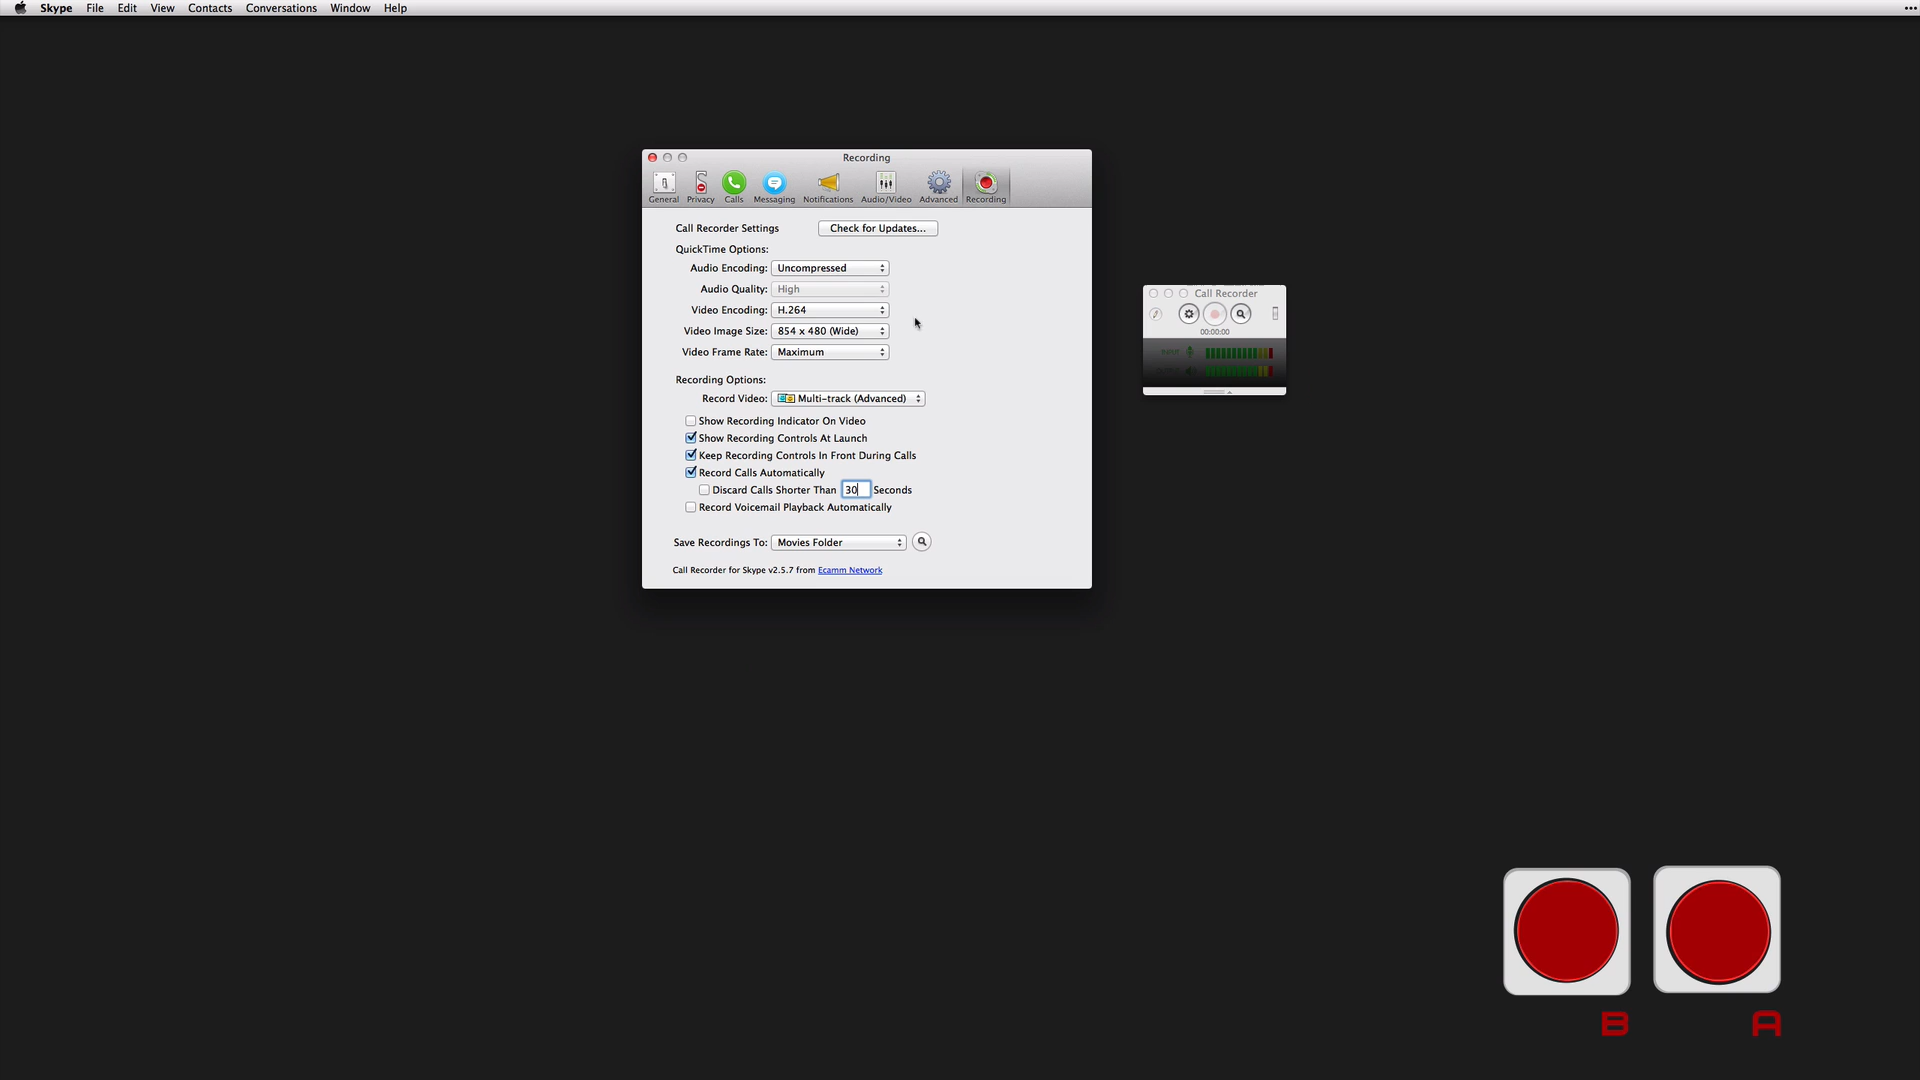 Skype File Edit View Contacts Conversations Window Help
Recording
General Privacy Calls Messaging Notifications Audio/Video Advanced Recording
Call Recorder Settings Check for Updates...
QuickTime Options:
Audio Encoding: Uncompressed
Audio Quality: High
Video Encoding: H.264
Video Image Size: 854 x 480 (Wide)
Video Frame Rate: Maximum
Recording Options:
Record Video: Multi-track (Advanced)
Show Recording Indicator On Video
Show Recording Controls At Launch
Keep Recording Controls In Front During Calls
Record Calls Automatically
Discard Calls Shorter Than 30 Seconds
Record Voicemail Playback Automatically
Save Recordings To: Movies Folder
Call Recorder for Skype v2.5.7 from Ecamm Network
Call Recorder
00:00:00
B A